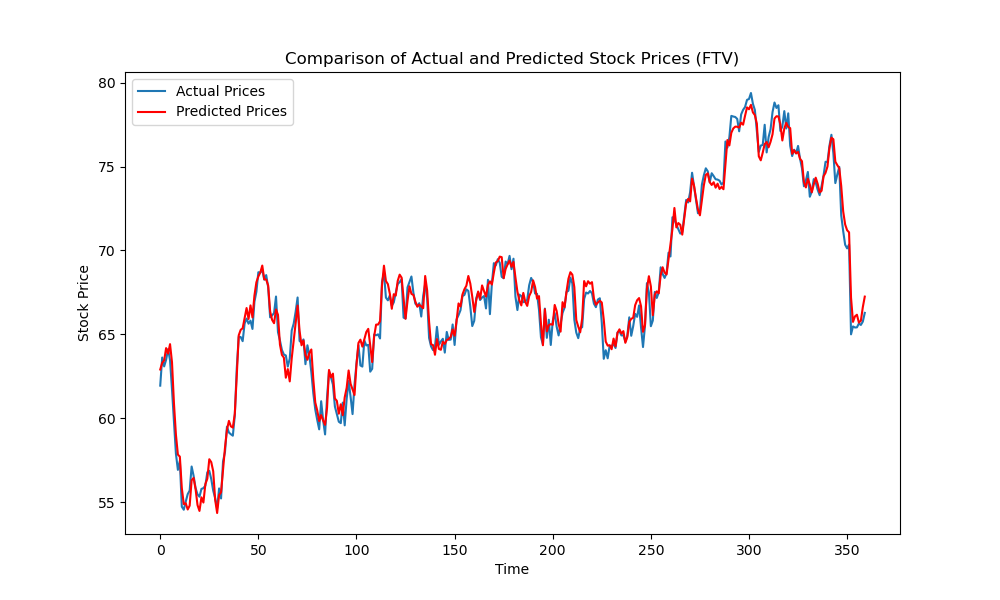 Comparison of Actual and Predicted Stock Prices (FTV)
Actual Prices
Predicted Prices
80
75
70
65
60
55
Stock Price
0 50 100 150 200 250 300 350
Time